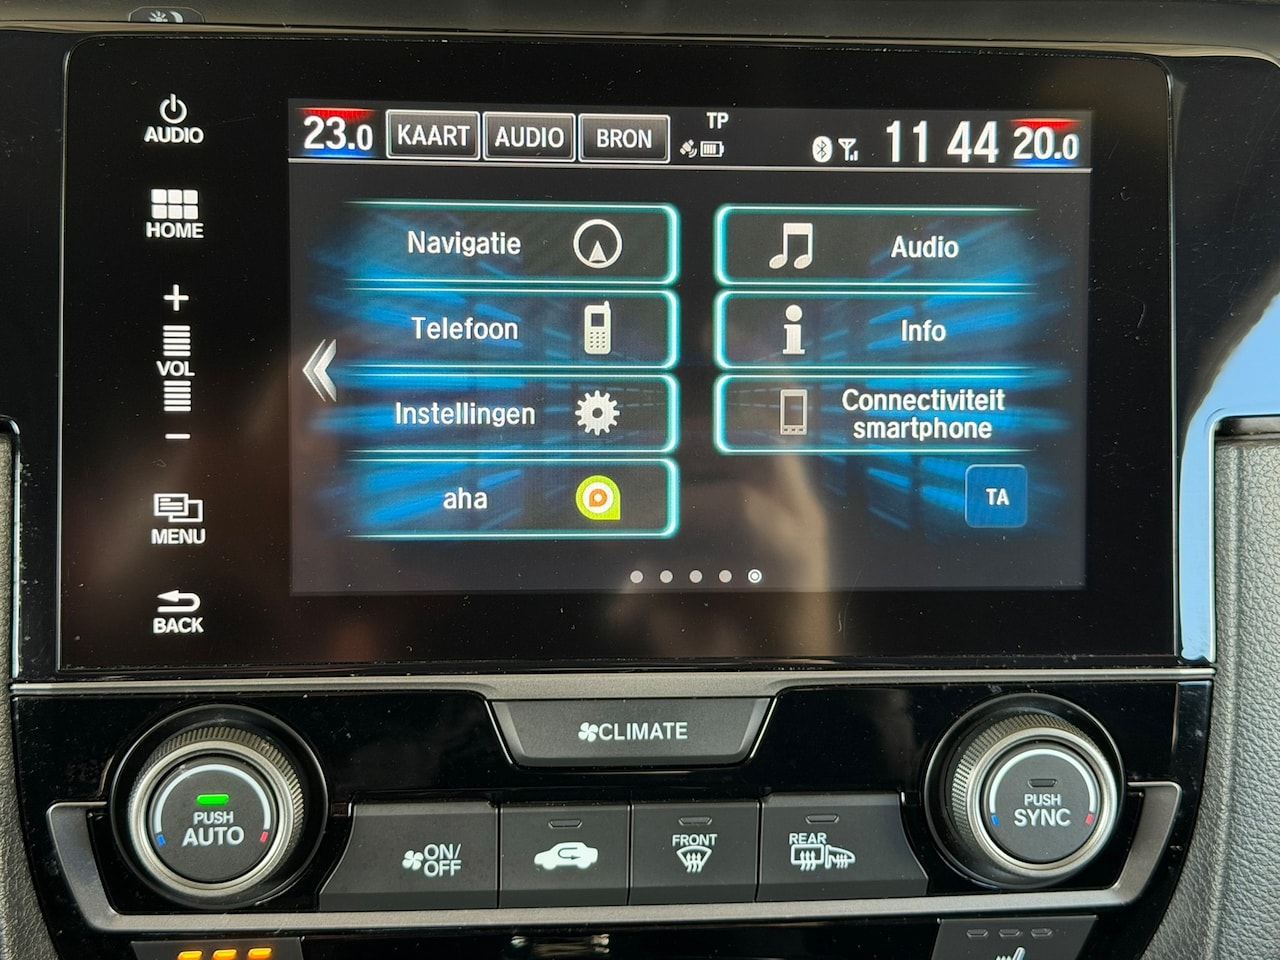 AUDIO
HOME
VOL
MENU
BACK
23.0 KAART AUDIO BRON TP 11 44 20.0
Navigatie
Audio
Telefoon
Info
Instellingen
Connectiviteit
smartphone
aha
TA
CLIMATE
PUSH
AUTO
ON/
OFF
FRONT
REAR
PUSH
SYNC